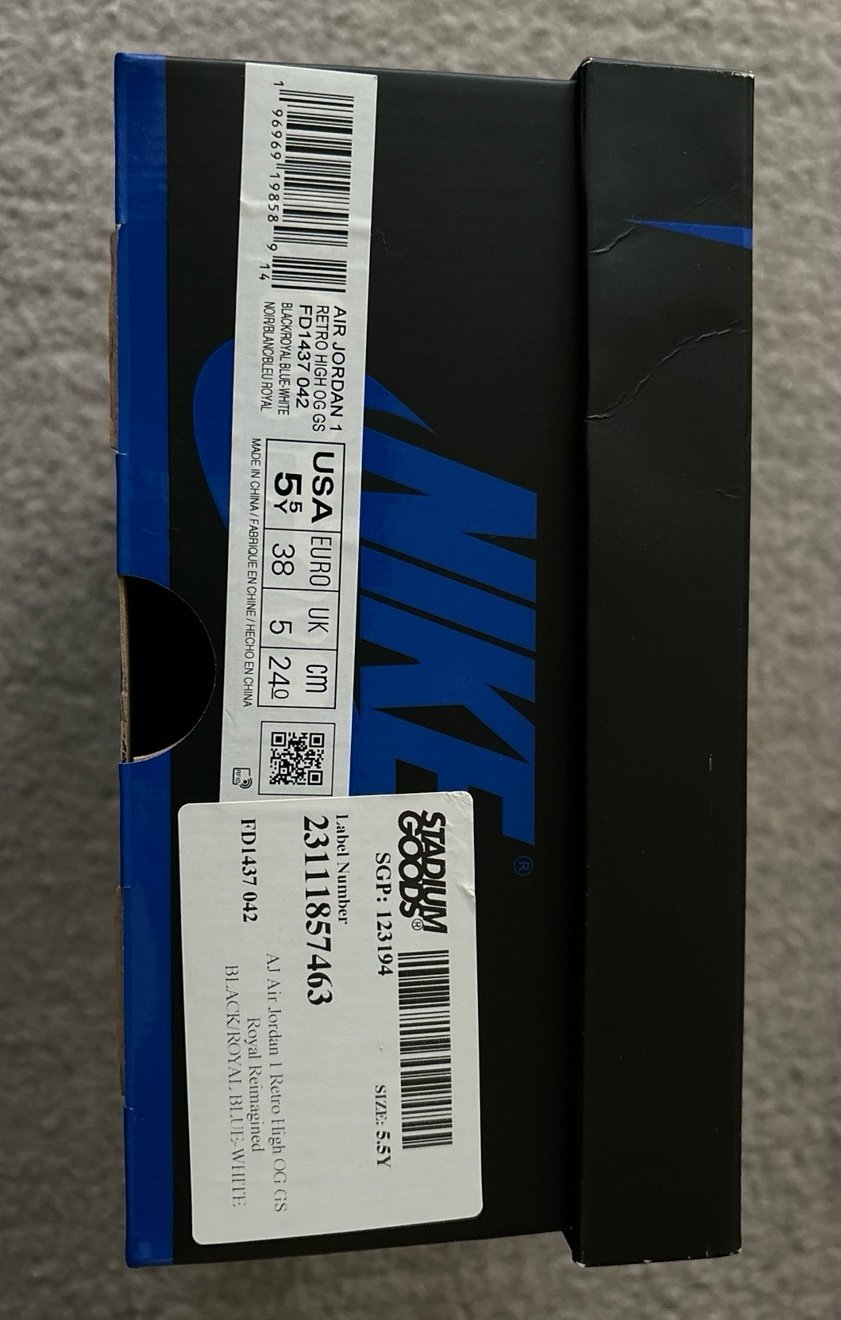 1 96969 19858 9 14
AIR JORDAN 1
RETRO HIGH OG GS
FD1437 042
BLACK/ROYAL BLUE-WHITE
NOIR/BLANC/BLEU ROYAL
USA EURO UK cm
5 5 Y 38 5 24.0
MADE IN CHINA / FABRIQUE EN CHINE / HECHO EN CHINA
NIKE®
STADIUM
GOODS®
SGP: 123194 SIZE: 5.5Y
Label Number
23111857463
AJ Air Jordan 1 Retro High OG GS
Royal Reimagined
FD1437 042
BLACK/ROYAL BLUE-WHITE